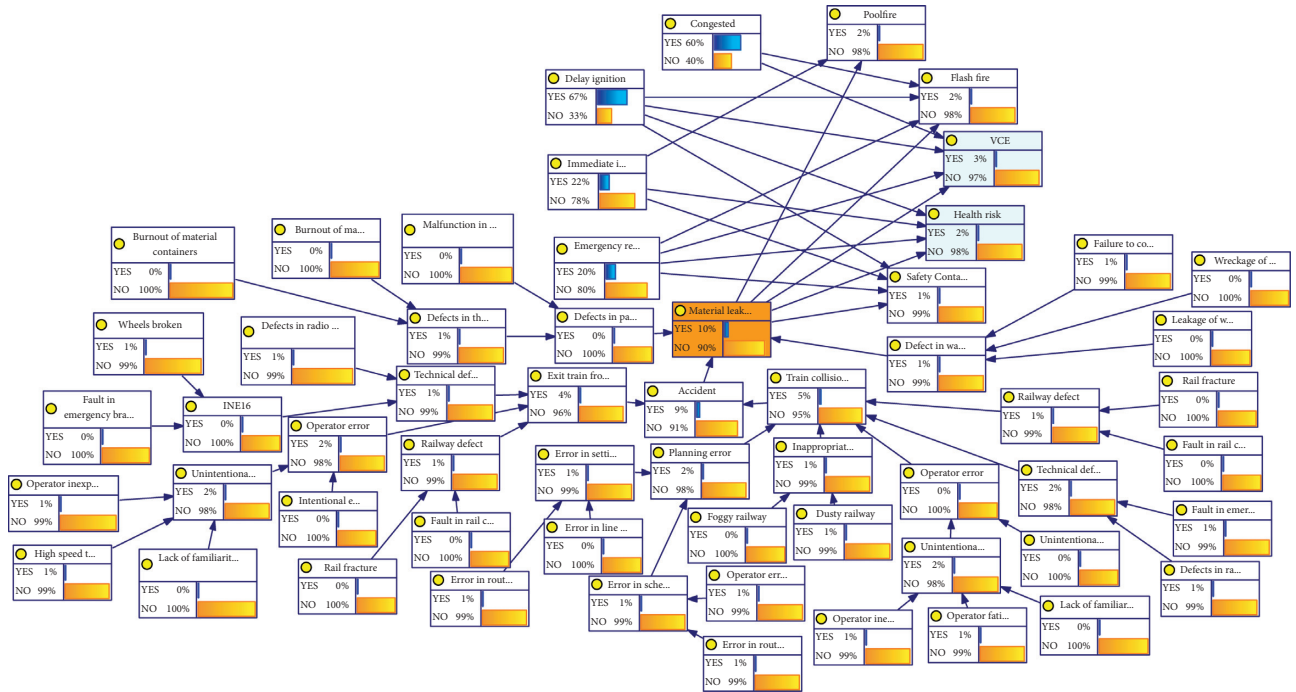 Congested
YES 60%
NO 40%
Poolfire
YES 2%
NO 98%
Delay ignition
YES 67%
NO 33%
Flash fire
YES 2%
NO 98%
VCE
YES 3%
NO 97%
Immediate i...
YES 22%
NO 78%
Health risk
YES 2%
NO 98%
Burnout of material
containers
YES 0%
NO 100%
Burnout of ma...
YES 0%
NO 100%
Malfunction in ...
YES 0%
NO 100%
Emergency re...
YES 20%
NO 80%
Safety Conta...
YES 1%
NO 99%
Failure to co...
YES 1%
NO 99%
Wreckage of ...
YES 0%
NO 100%
Wheels broken
YES 1%
NO 99%
Defects in radio ...
YES 1%
NO 99%
Defects in th...
YES 1%
NO 99%
Defects in pa...
YES 0%
NO 100%
Material leak...
YES 10%
NO 90%
Defect in wa...
YES 1%
NO 99%
Leakage of w...
YES 0%
NO 100%
Fault in
emergency bra...
YES 0%
NO 100%
INE16
YES 0%
NO 100%
Technical def...
YES 1%
NO 99%
Exit train fro...
YES 4%
NO 96%
Accident
YES 9%
NO 91%
Train collisio...
YES 5%
NO 95%
Railway defect
YES 1%
NO 99%
Rail fracture
YES 0%
NO 100%
Operator error
YES 2%
NO 98%
Railway defect
YES 1%
NO 99%
Error in setti...
YES 1%
NO 99%
Planning error
YES 2%
NO 98%
Inappropriat...
YES 1%
NO 99%
Operator error
YES 0%
NO 100%
Technical def...
YES 2%
NO 98%
Fault in rail c...
YES 0%
NO 100%
Operator inexp...
YES 1%
NO 99%
Unintentiona...
YES 2%
NO 98%
Intentional e...
YES 0%
NO 100%
Fault in rail c...
YES 0%
NO 100%
Error in line ...
YES 0%
NO 100%
Foggy railway
YES 0%
NO 100%
Dusty railway
YES 1%
NO 99%
Fault in emer...
YES 1%
NO 99%
High speed t...
YES 1%
NO 99%
Lack of familiarit...
YES 0%
NO 100%
Rail fracture
YES 0%
NO 100%
Error in rout...
YES 1%
NO 99%
Error in sche...
YES 1%
NO 99%
Operator err...
YES 1%
NO 99%
Unintentiona...
YES 2%
NO 98%
Unintentiona...
YES 0%
NO 100%
Defects in ra...
YES 1%
NO 99%
Error in rout...
YES 1%
NO 99%
Operator ine...
YES 1%
NO 99%
Operator fati...
YES 1%
NO 99%
Lack of familiar...
YES 0%
NO 100%